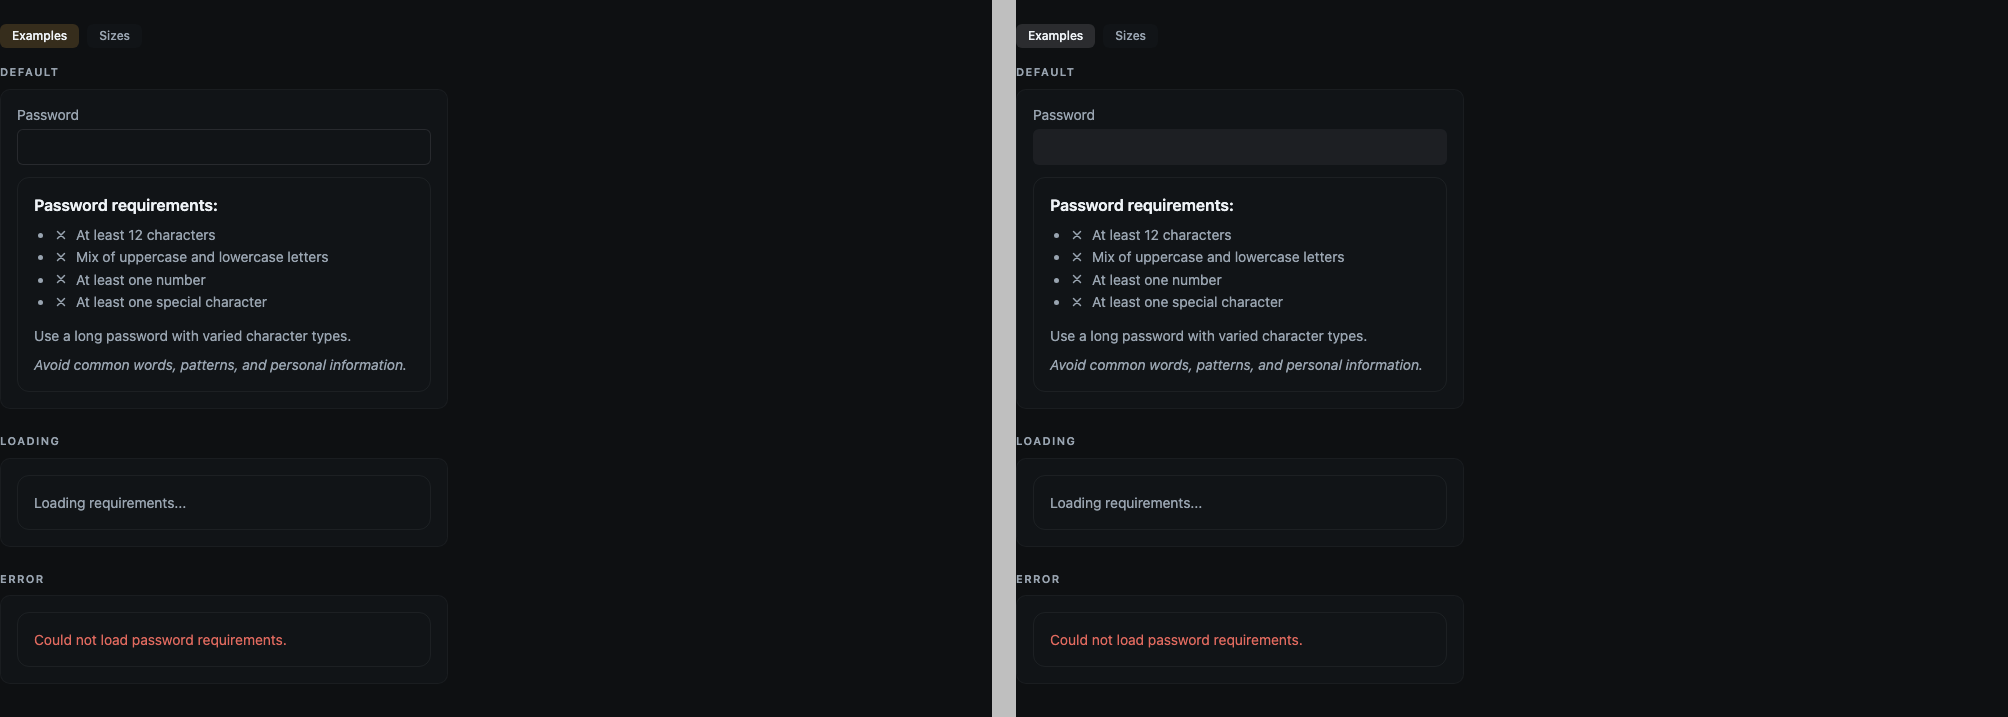 Examples Sizes
DEFAULT
Password
Password requirements:
At least 12 characters
Mix of uppercase and lowercase letters
At least one number
At least one special character
Use a long password with varied character types.
Avoid common words, patterns, and personal information.
LOADING
Loading requirements...
ERROR
Could not load password requirements.
Examples Sizes
DEFAULT
Password
Password requirements:
At least 12 characters
Mix of uppercase and lowercase letters
At least one number
At least one special character
Use a long password with varied character types.
Avoid common words, patterns, and personal information.
LOADING
Loading requirements...
ERROR
Could not load password requirements.